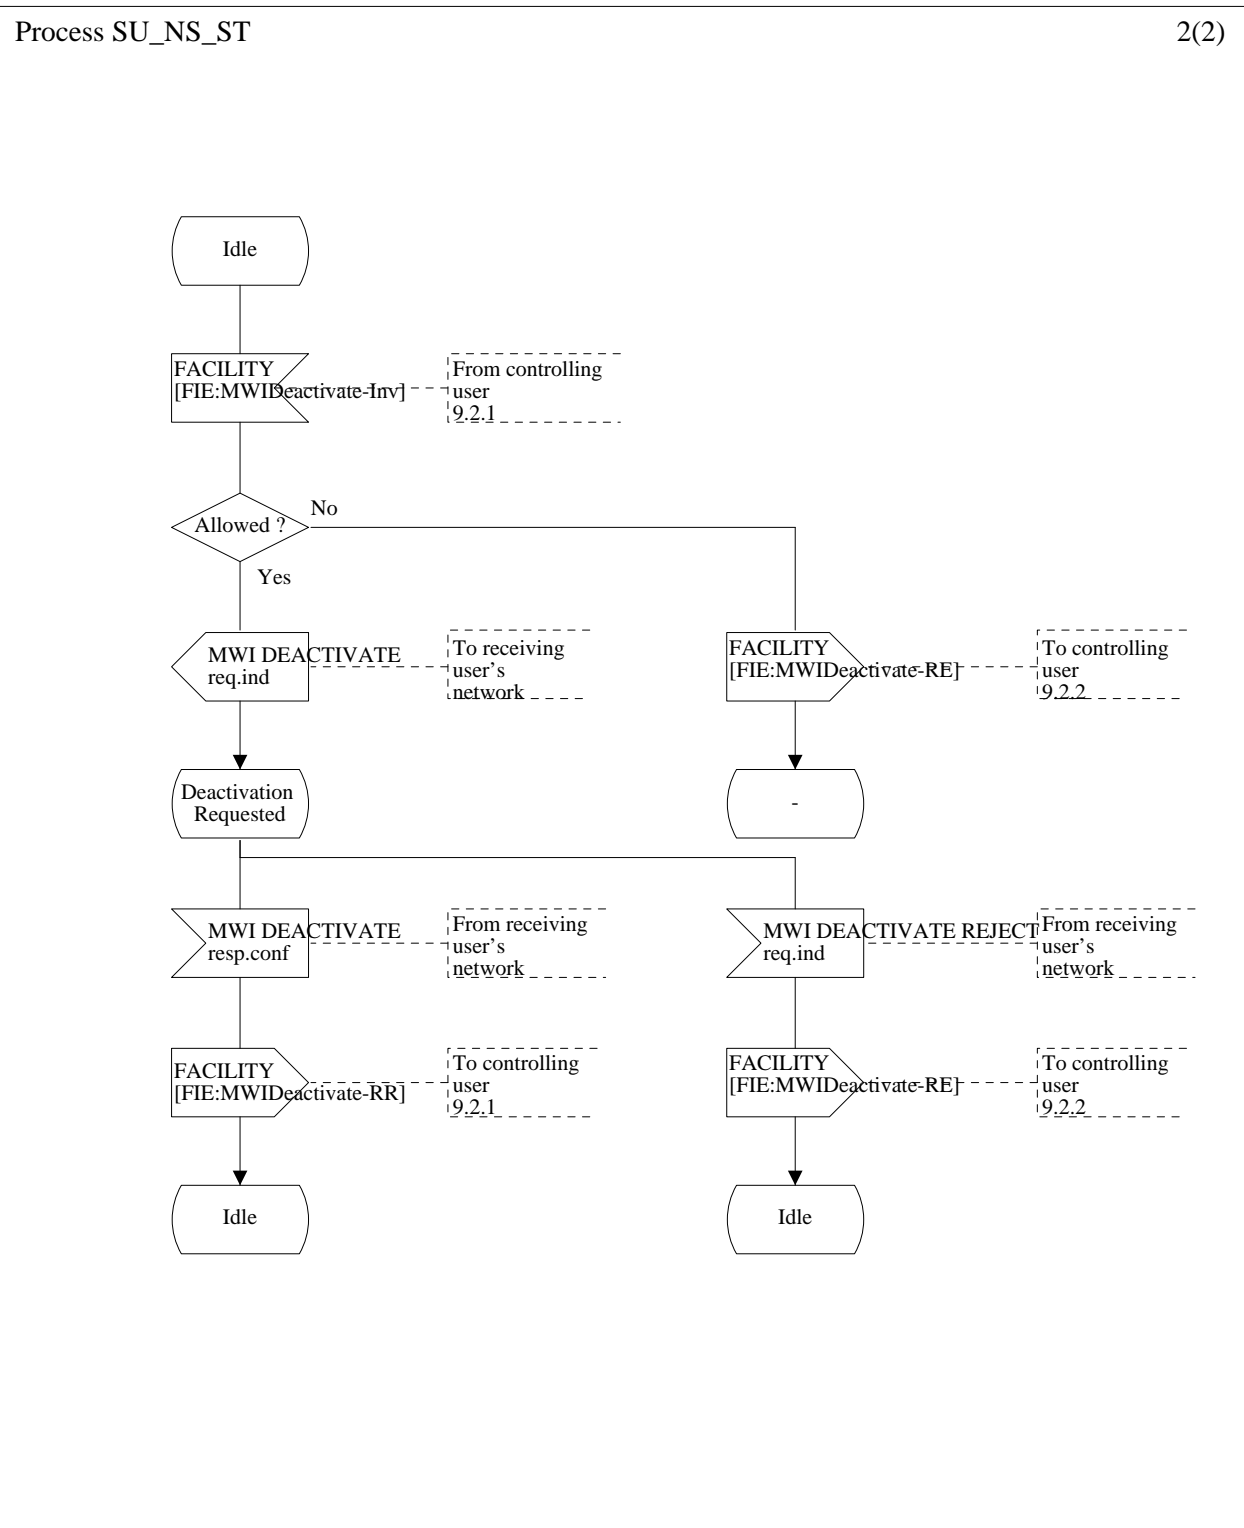 Process SU_NS_ST
2(2)
Idle
FACILITY
[FIE:MWIDeactivate-Inv]
From controlling
user
9.2.1
Allowed ?
No
Yes
MWI DEACTIVATE
req.ind
To receiving
user's
network
FACILITY
[FIE:MWIDeactivate-RE]
To controlling
user
9.2.2
Deactivation
Requested
-
MWI DEACTIVATE
resp.conf
From receiving
user's
network
MWI DEACTIVATE REJECT
req.ind
From receiving
user's
network
FACILITY
[FIE:MWIDeactivate-RR]
To controlling
user
9.2.1
FACILITY
[FIE:MWIDeactivate-RE]
To controlling
user
9.2.2
Idle
Idle